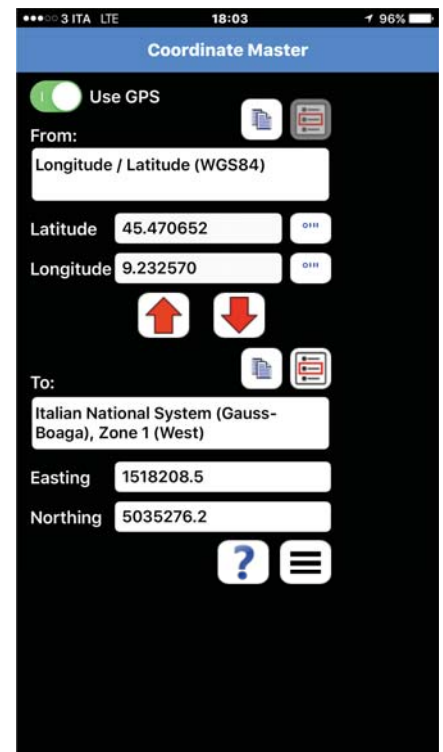 3 ITA LTE 18:03 96%
Coordinate Master
Use GPS
From:
Longitude / Latitude (WGS84)
Latitude 45.470652 o'"
Longitude 9.232570 o'"
To:
Italian National System (Gauss-
Boaga), Zone 1 (West)
Easting 1518208.5
Northing 5035276.2
?